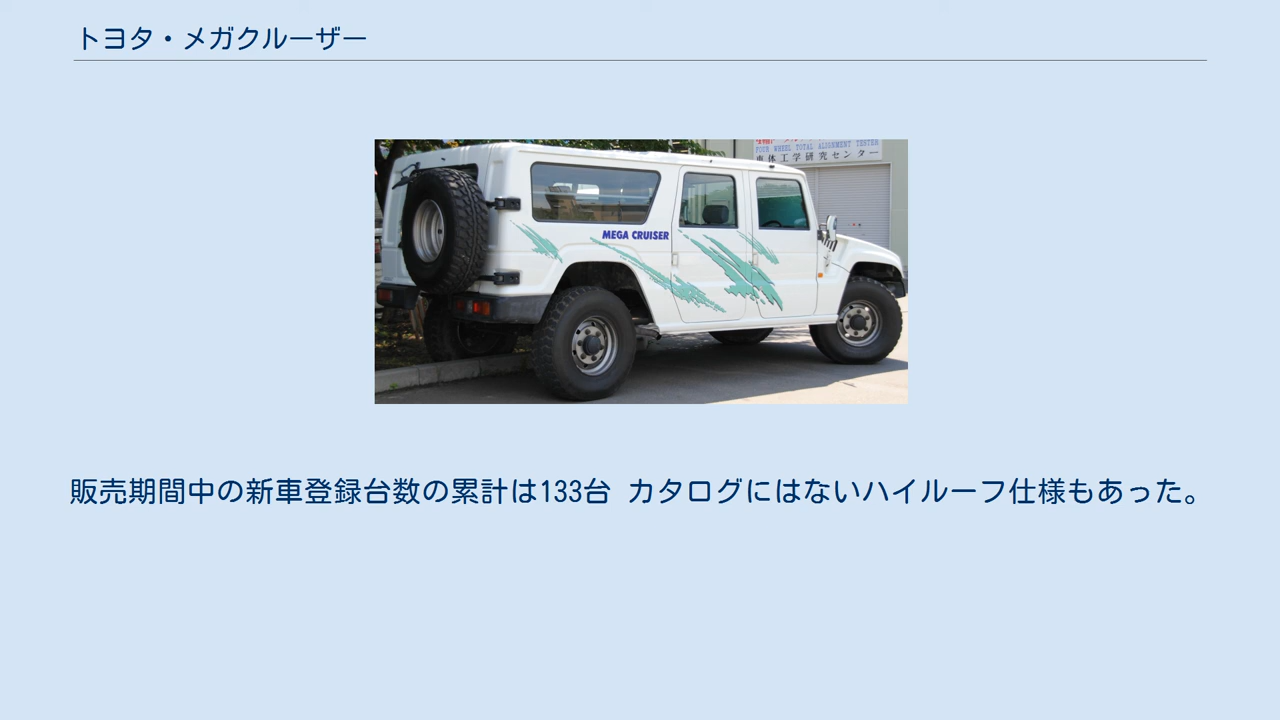 トヨタ・メガクルーザー
FOUR WHEEL TOTAL ALIGNMENT TESTER
車体工学研究センター
MEGA CRUISER
販売期間中の新車登録台数の累計は133台 カタログにはないハイルーフ仕様もあった。